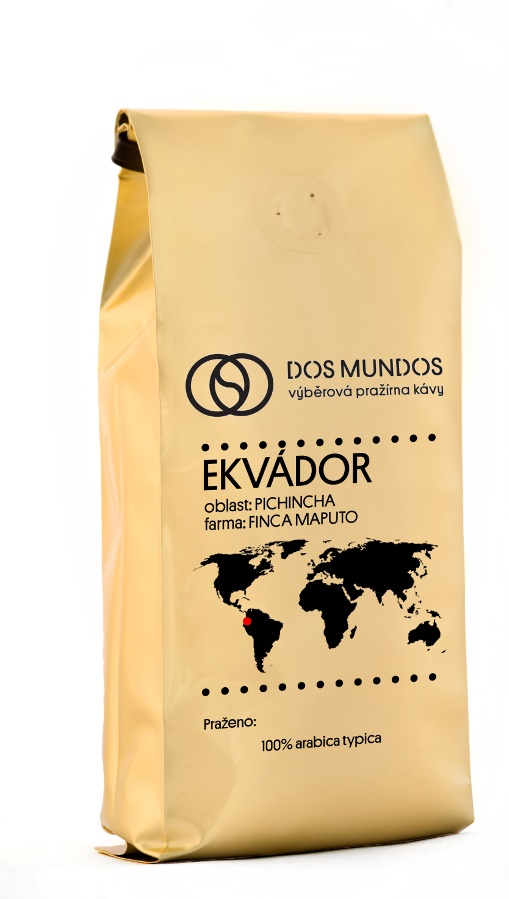 DOS MUNDOS
výběrová pražírna kávy
EKVÁDOR
oblast: PICHINCHA
farma: FINCA MAPUTO
Praženo:
100% arabica typica